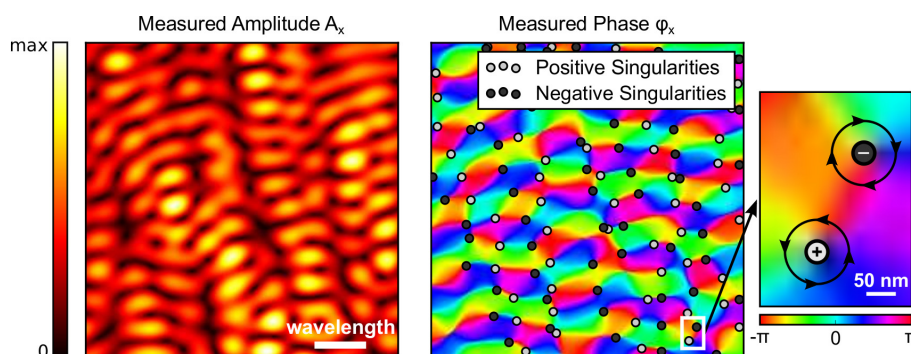 Measured Amplitude Aₓ
Measured Phase φₓ
max
0
wavelength
Positive Singularities
Negative Singularities
−
+
50 nm
-π
0
π